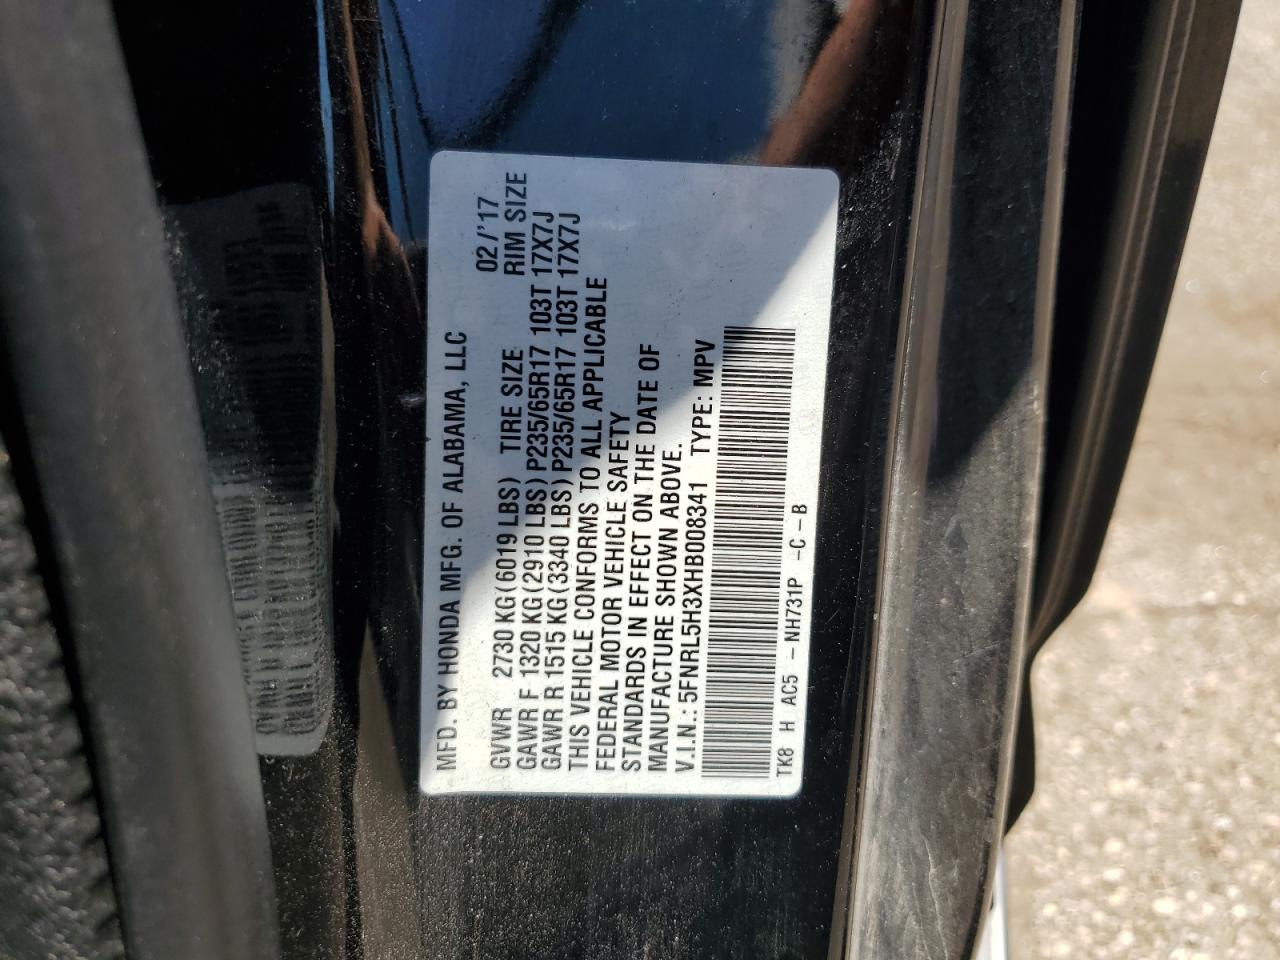 MFD. BY HONDA MFG. OF ALABAMA, LLC
02/'17
GVWR 2730 KG(6019 LBS) TIRE SIZE RIM SIZE
GAWR F 1320 KG(2910 LBS) P235/65R17 103T 17X7J
GAWR R 1515 KG(3340 LBS) P235/65R17 103T 17X7J
THIS VEHICLE CONFORMS TO ALL APPLICABLE
FEDERAL MOTOR VEHICLE SAFETY
STANDARDS IN EFFECT ON THE DATE OF
MANUFACTURE SHOWN ABOVE.
V.I.N.: 5FNRL5H3XHB008341 TYPE: MPV
TK8 H AC5 -NH731P -C-B